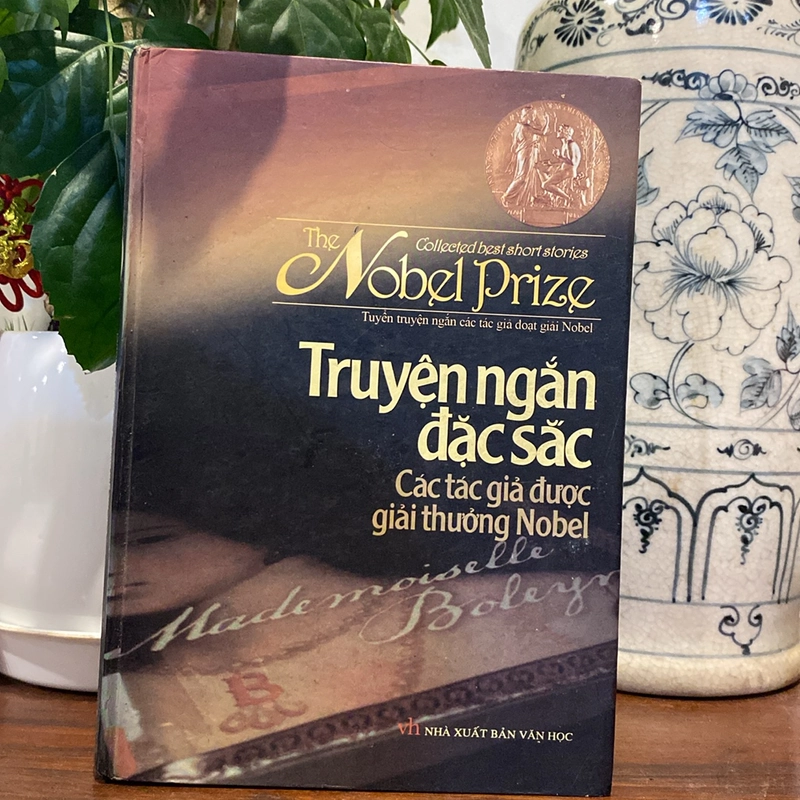 Collected best short stories
The Nobel Prize
Tuyển truyện ngắn các tác giả đoạt giải Nobel
Truyện ngắn
đặc sắc
Các tác giả được
giải thưởng Nobel
Mademoiselle
Boleyn
B
vh NHÀ XUẤT BẢN VĂN HỌC